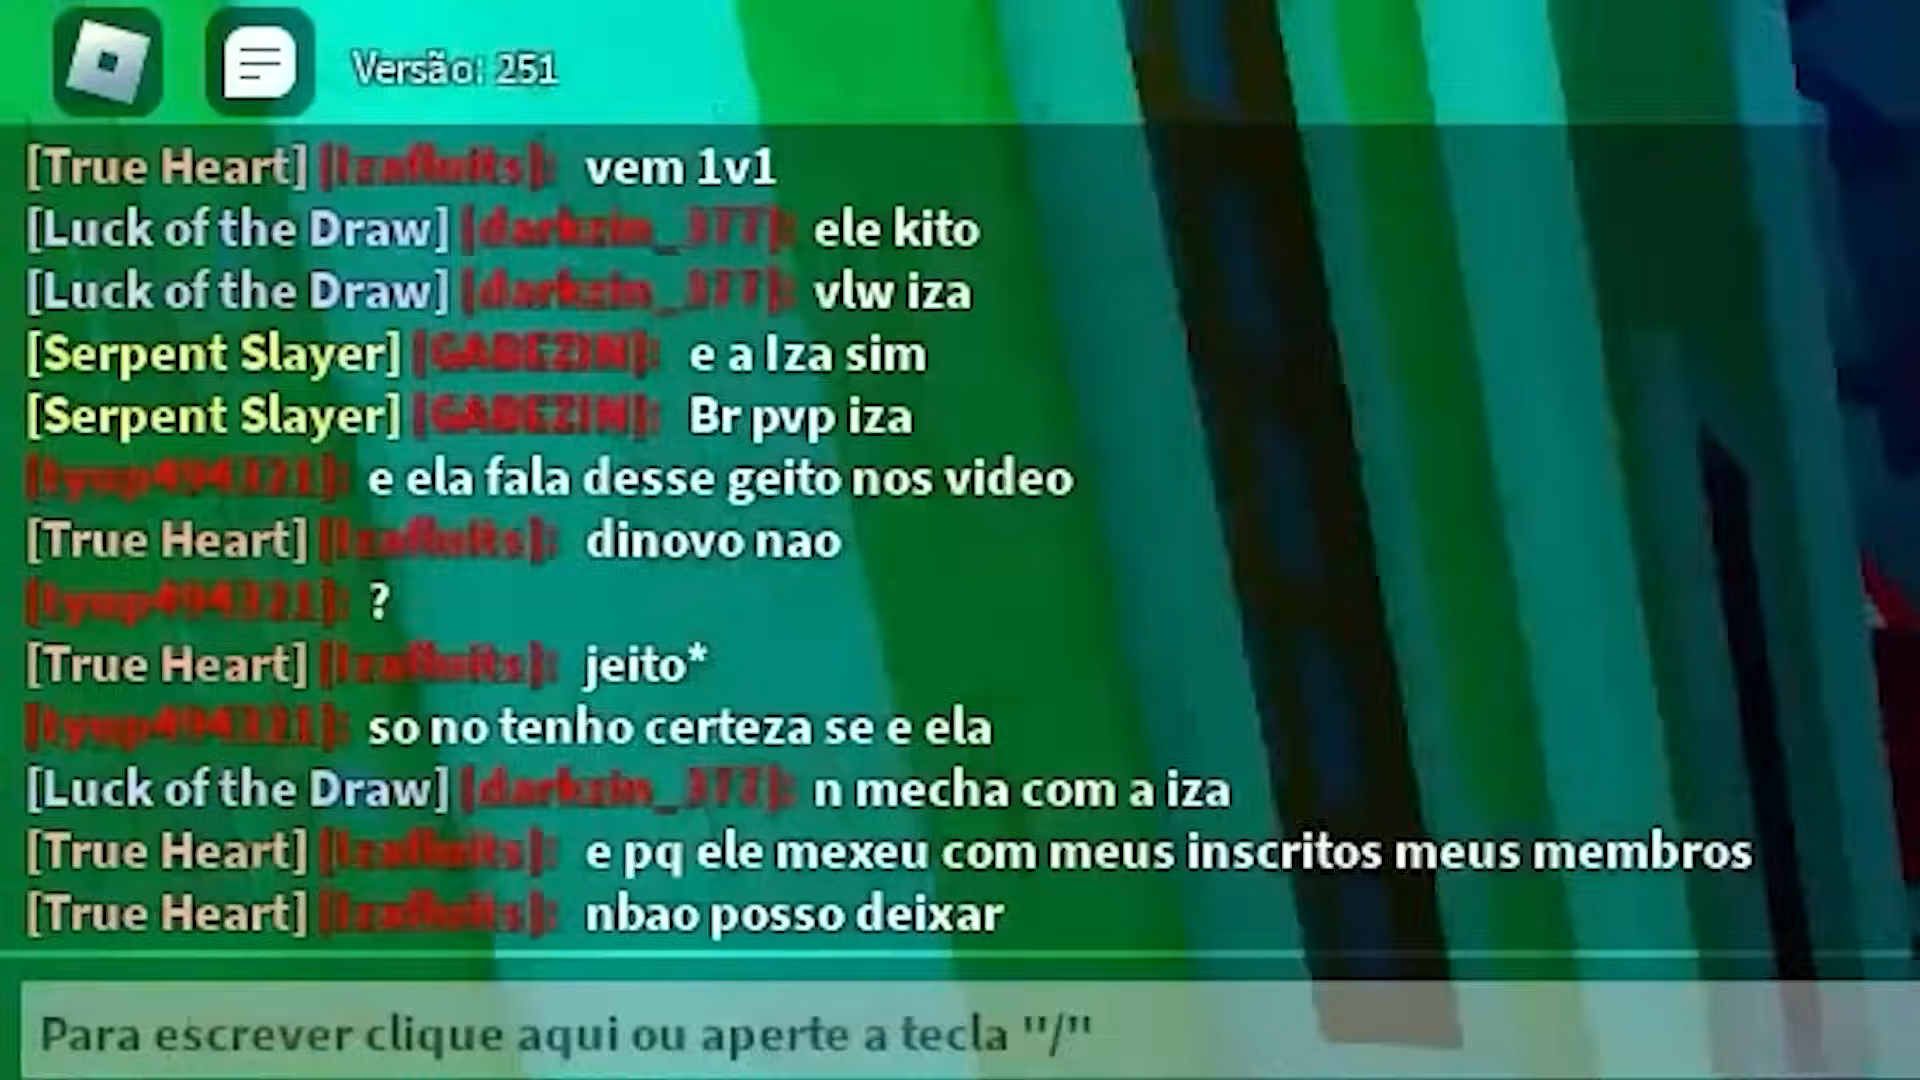 Versão: 251
[True Heart] vem 1v1
[Luck of the Draw] [darkzin_377]: ele kito
[Luck of the Draw] [darkzin_377]: vlw iza
[Serpent Slayer] e a Iza sim
[Serpent Slayer] Br pvp iza
e ela fala desse geito nos video
[True Heart] dinovo nao
?
[True Heart] jeito*
so no tenho certeza se e ela
[Luck of the Draw] [darkzin_377]: n mecha com a iza
[True Heart] e pq ele mexeu com meus inscritos meus membros
[True Heart] nbao posso deixar
Para escrever clique aqui ou aperte a tecla "/"